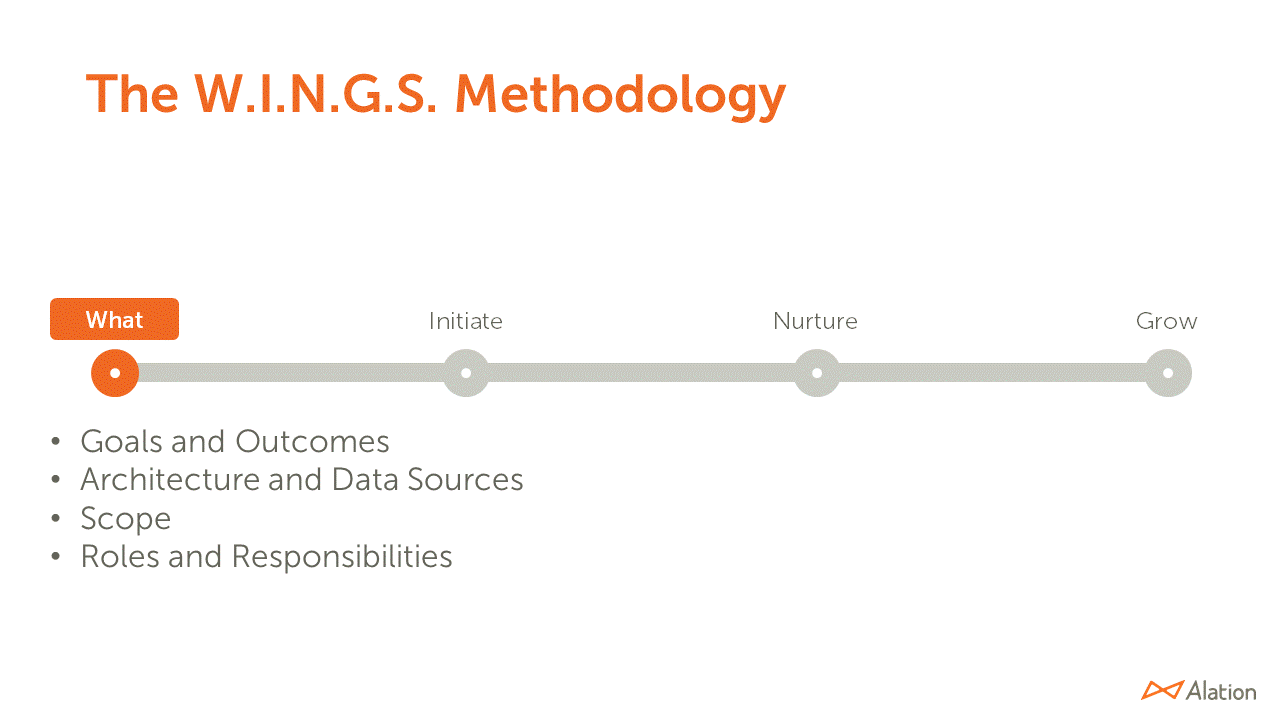 The W.I.N.G.S. Methodology
What
Initiate
Nurture
Grow
• Goals and Outcomes
• Architecture and Data Sources
• Scope
• Roles and Responsibilities
Alation